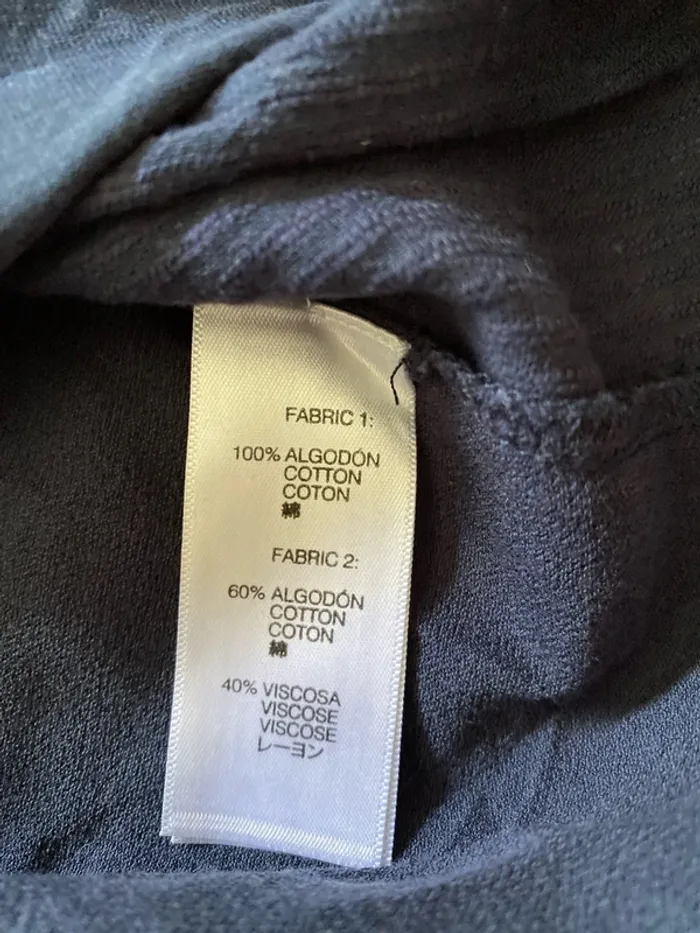 FABRIC 1:
100% ALGODÓN
COTTON
COTON
綿
FABRIC 2:
60% ALGODÓN
COTTON
COTON
綿
40% VISCOSA
VISCOSE
VISCOSE
レーヨン